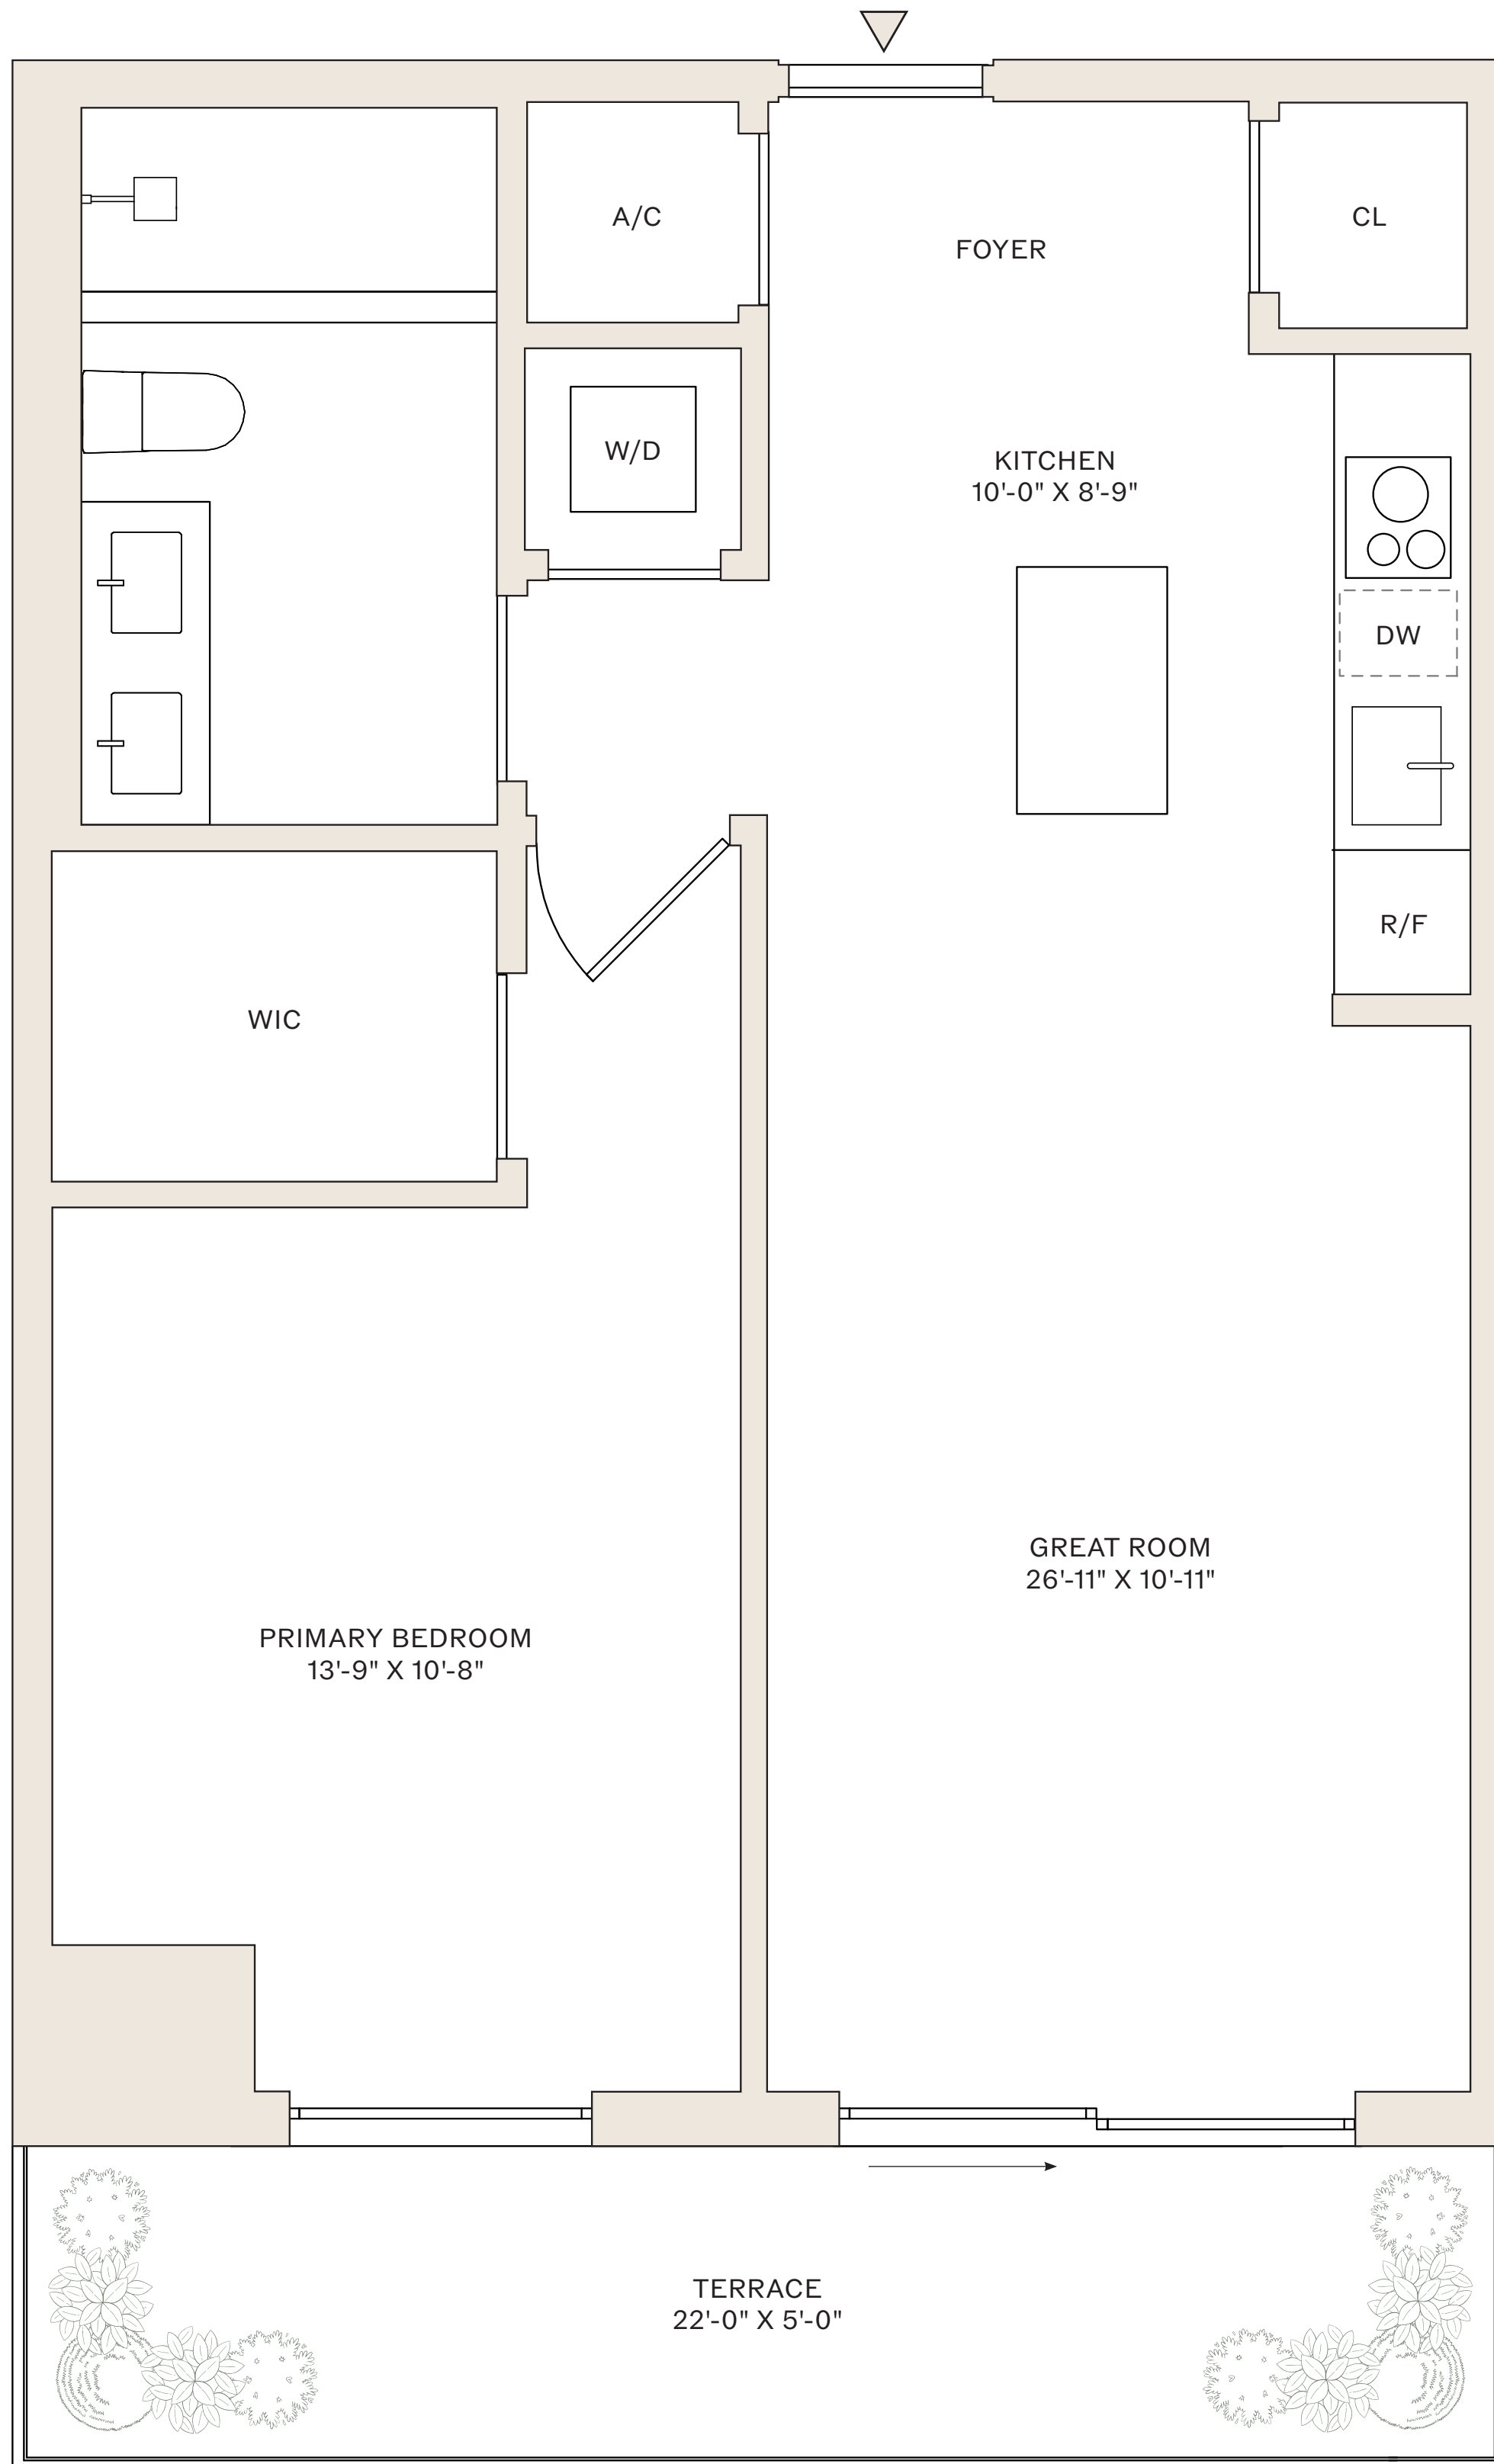 A/C
CL
FOYER
W/D
KITCHEN
10'-0" X 8'-9"
DW
R/F
WIC
GREAT ROOM
26'-11" X 10'-11"
PRIMARY BEDROOM
13'-9" X 10'-8"
TERRACE
22'-0" X 5'-0"